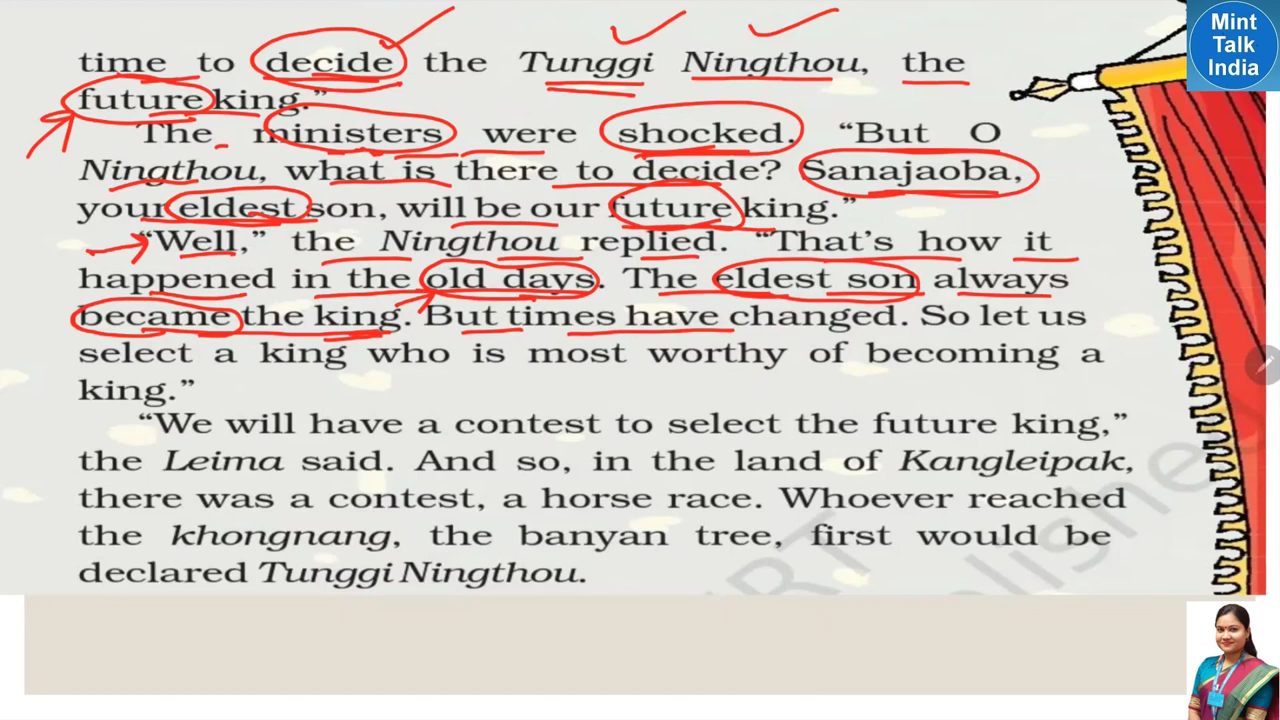 time to decide the Tunggi Ningthou, the
future king.”
The ministers were shocked. “But O
Ningthou, what is there to decide? Sanajaoba,
your eldest son, will be our future king.”
“Well,” the Ningthou replied. “That’s how it
happened in the old days. The eldest son always
became the king. But times have changed. So let us
select a king who is most worthy of becoming a
king.”
“We will have a contest to select the future king,”
the Leima said. And so, in the land of Kangleipak,
there was a contest, a horse race. Whoever reached
the khongnang, the banyan tree, first would be
declared Tunggi Ningthou.
Mint
Talk
India